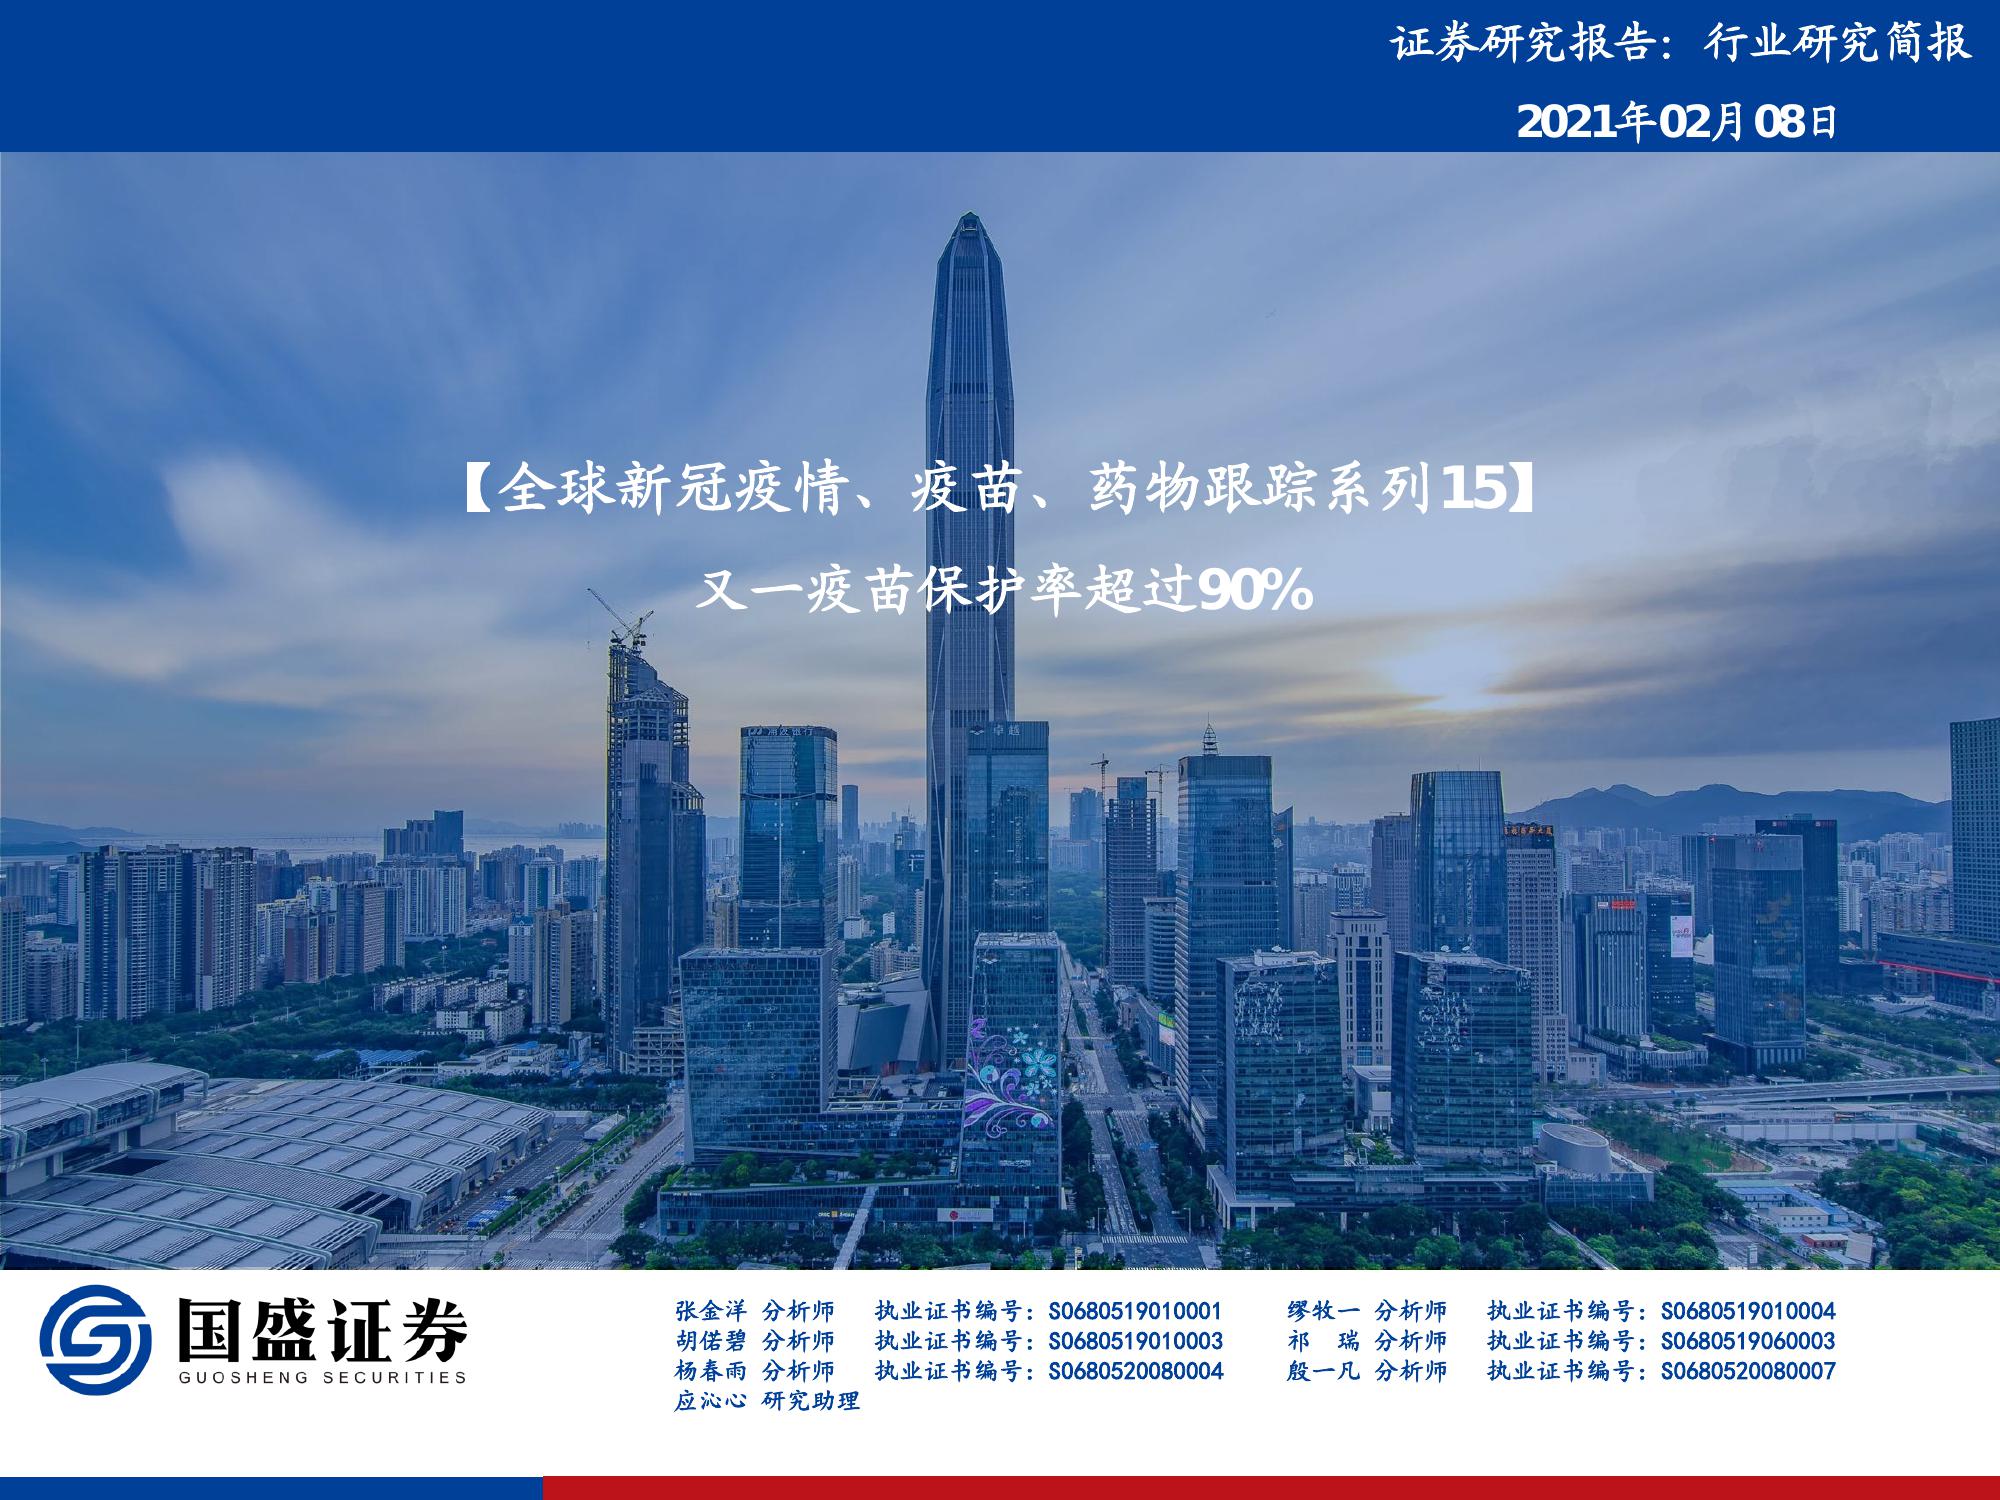 证券研究报告：行业研究简报
2021年02月08日
【全球新冠疫情、疫苗、药物跟踪系列15】
又一疫苗保护率超过90%
浦发银行
卓越
国盛证券
GUOSHENG SECURITIES
张金洋 分析师 执业证书编号：S0680519010001 缪牧一 分析师 执业证书编号：S0680519010004
胡偌碧 分析师 执业证书编号：S0680519010003 祁 瑞 分析师 执业证书编号：S0680519060003
杨春雨 分析师 执业证书编号：S0680520080004 殷一凡 分析师 执业证书编号：S0680520080007
应沁心 研究助理